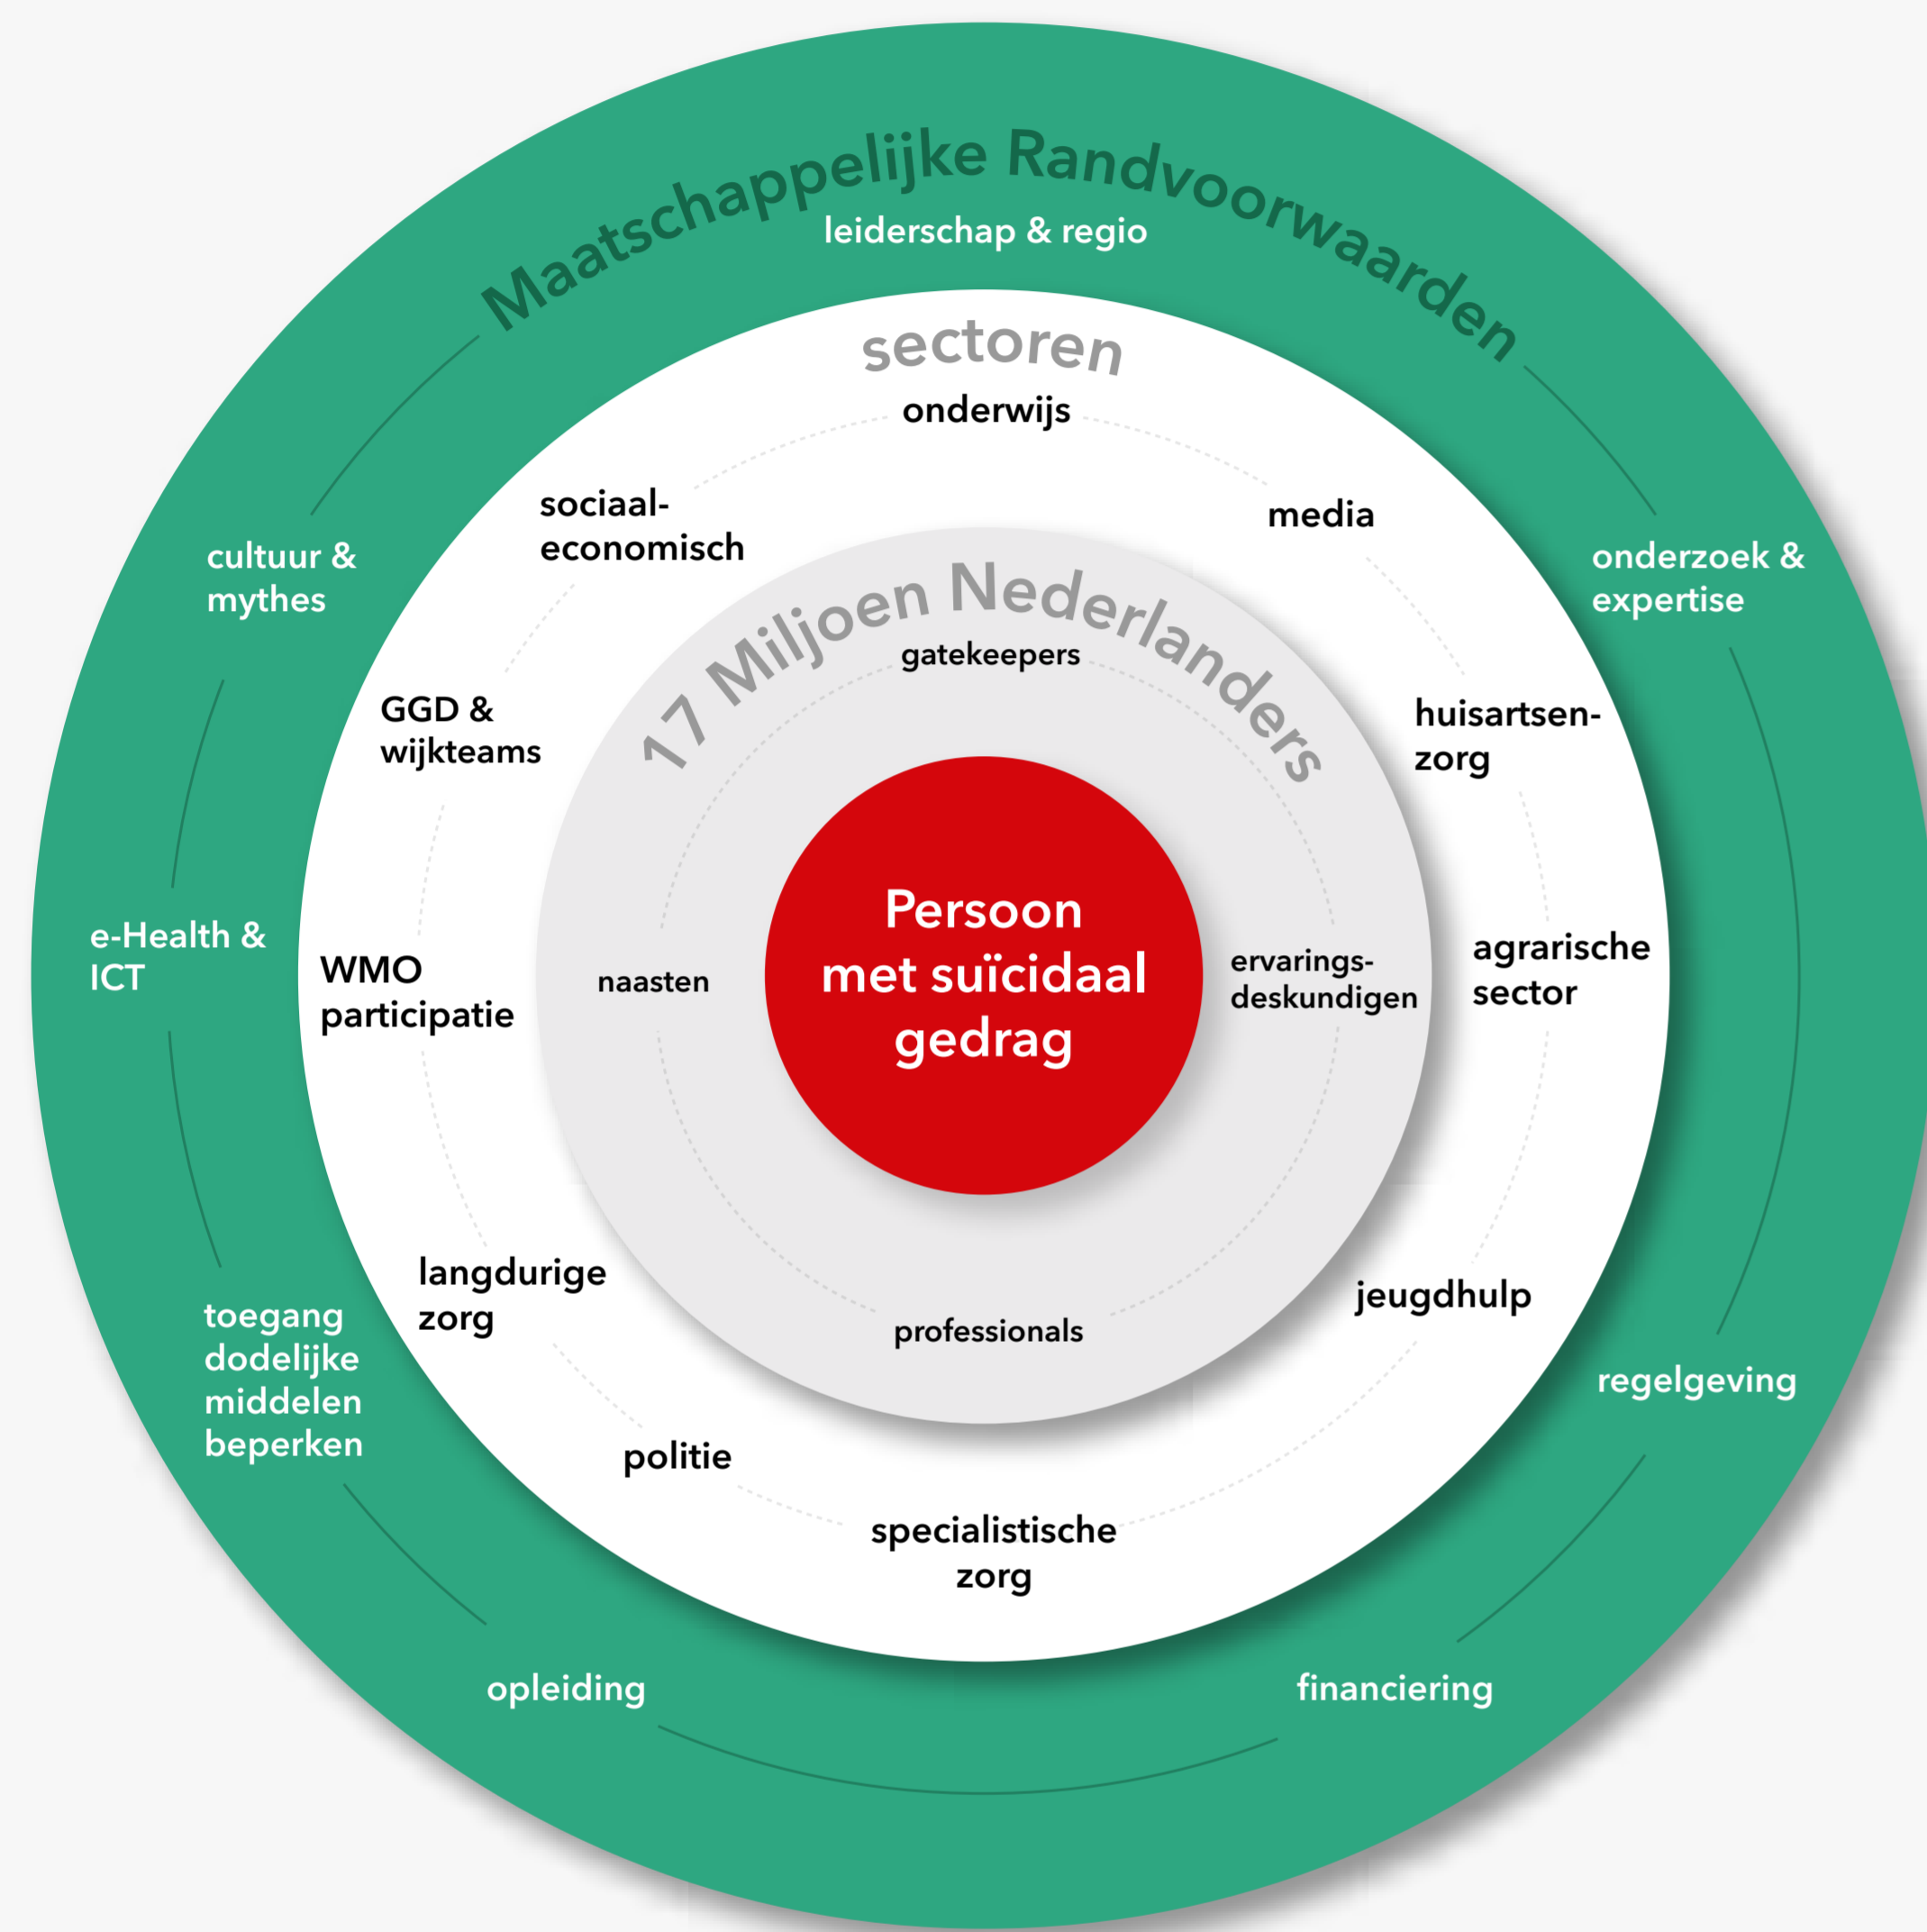 Maatschappelijke Randvoorwaarden
leiderschap & regio
onderzoek &
expertise
regelgeving
financiering
opleiding
toegang
dodelijke
middelen
beperken
e-Health &
ICT
cultuur &
mythes
sectoren
onderwijs
media
huisartsen-
zorg
agrarische
sector
jeugdhulp
specialistische
zorg
politie
langdurige
zorg
WMO
participatie
GGD &
wijkteams
sociaal-
economisch
17 Miljoen Nederlanders
gatekeepers
ervarings-
deskundigen
professionals
naasten
Persoon
met suïcidaal
gedrag